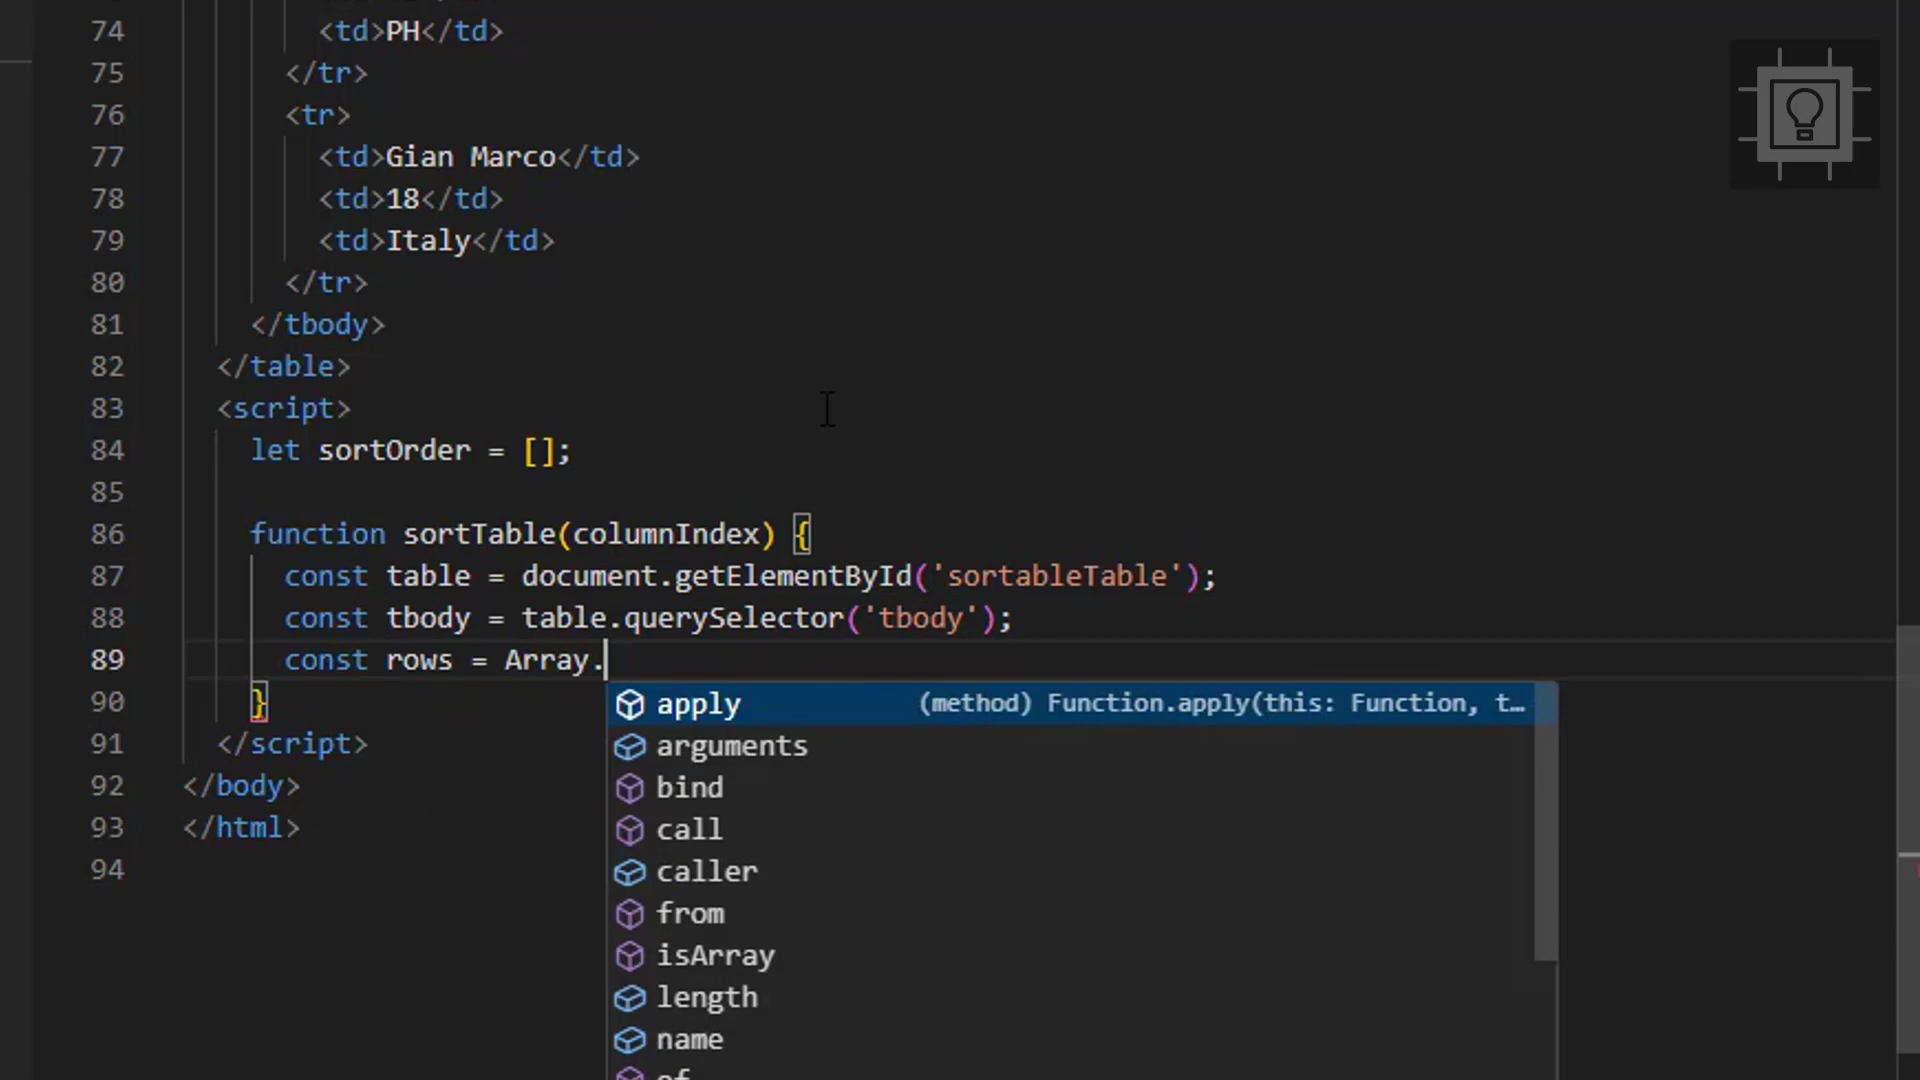 74 <td>PH</td>
75 </tr>
76 <tr>
77 <td>Gian Marco</td>
78 <td>18</td>
79 <td>Italy</td>
80 </tr>
81 </tbody>
82 </table>
83 <script>
84 let sortOrder = [];
85
86 function sortTable(columnIndex) {
87 const table = document.getElementById('sortableTable');
88 const tbody = table.querySelector('tbody');
89 const rows = Array.
90 }
91 </script>
92 </body>
93 </html>
94
apply (method) Function.apply(this: Function, t…
arguments
bind
call
caller
from
isArray
length
name
of